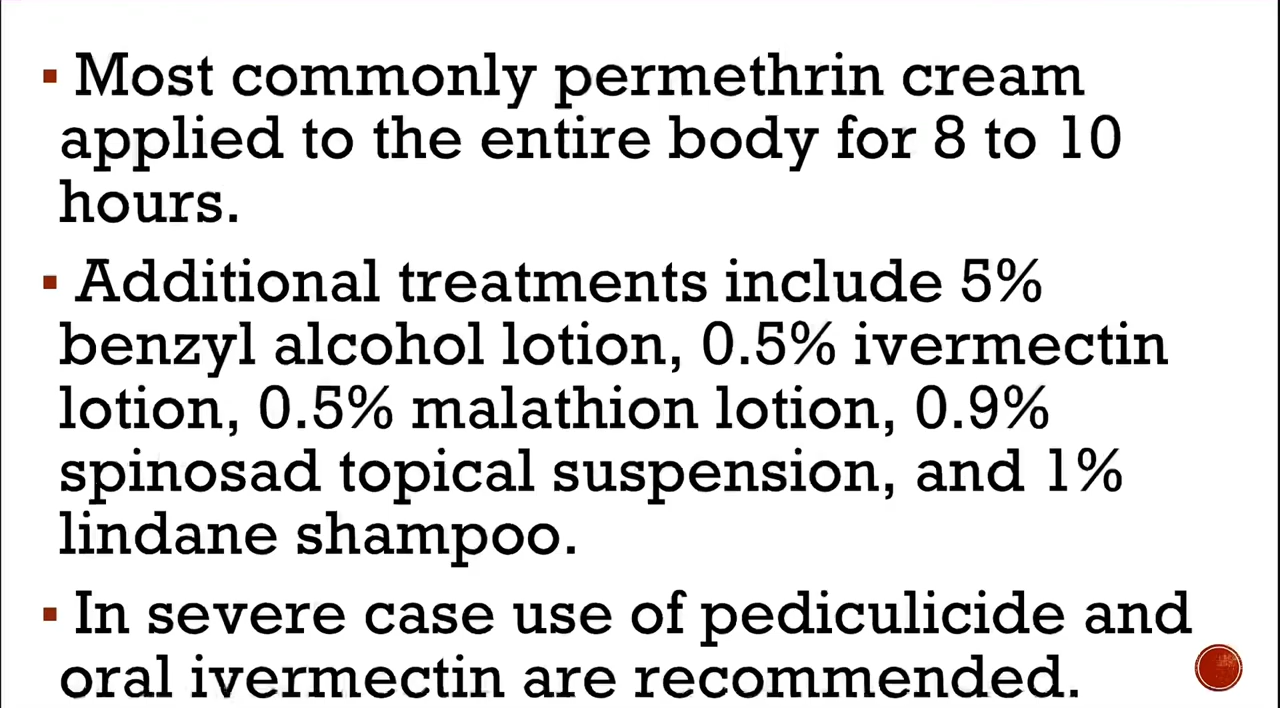 ▪ Most commonly permethrin cream
applied to the entire body for 8 to 10
hours.
▪ Additional treatments include 5%
benzyl alcohol lotion, 0.5% ivermectin
lotion, 0.5% malathion lotion, 0.9%
spinosad topical suspension, and 1%
lindane shampoo.
▪ In severe case use of pediculicide and
oral ivermectin are recommended.